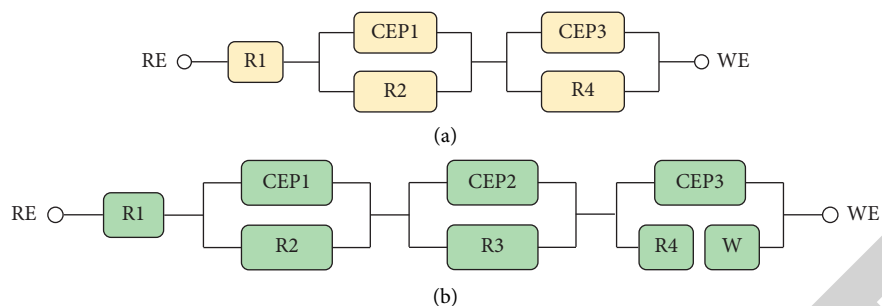 CEP1 CEP3
RE R1 WE
R2 R4
(a)
CEP1 CEP2 CEP3
RE R1 WE
R2 R3 R4 W
(b)